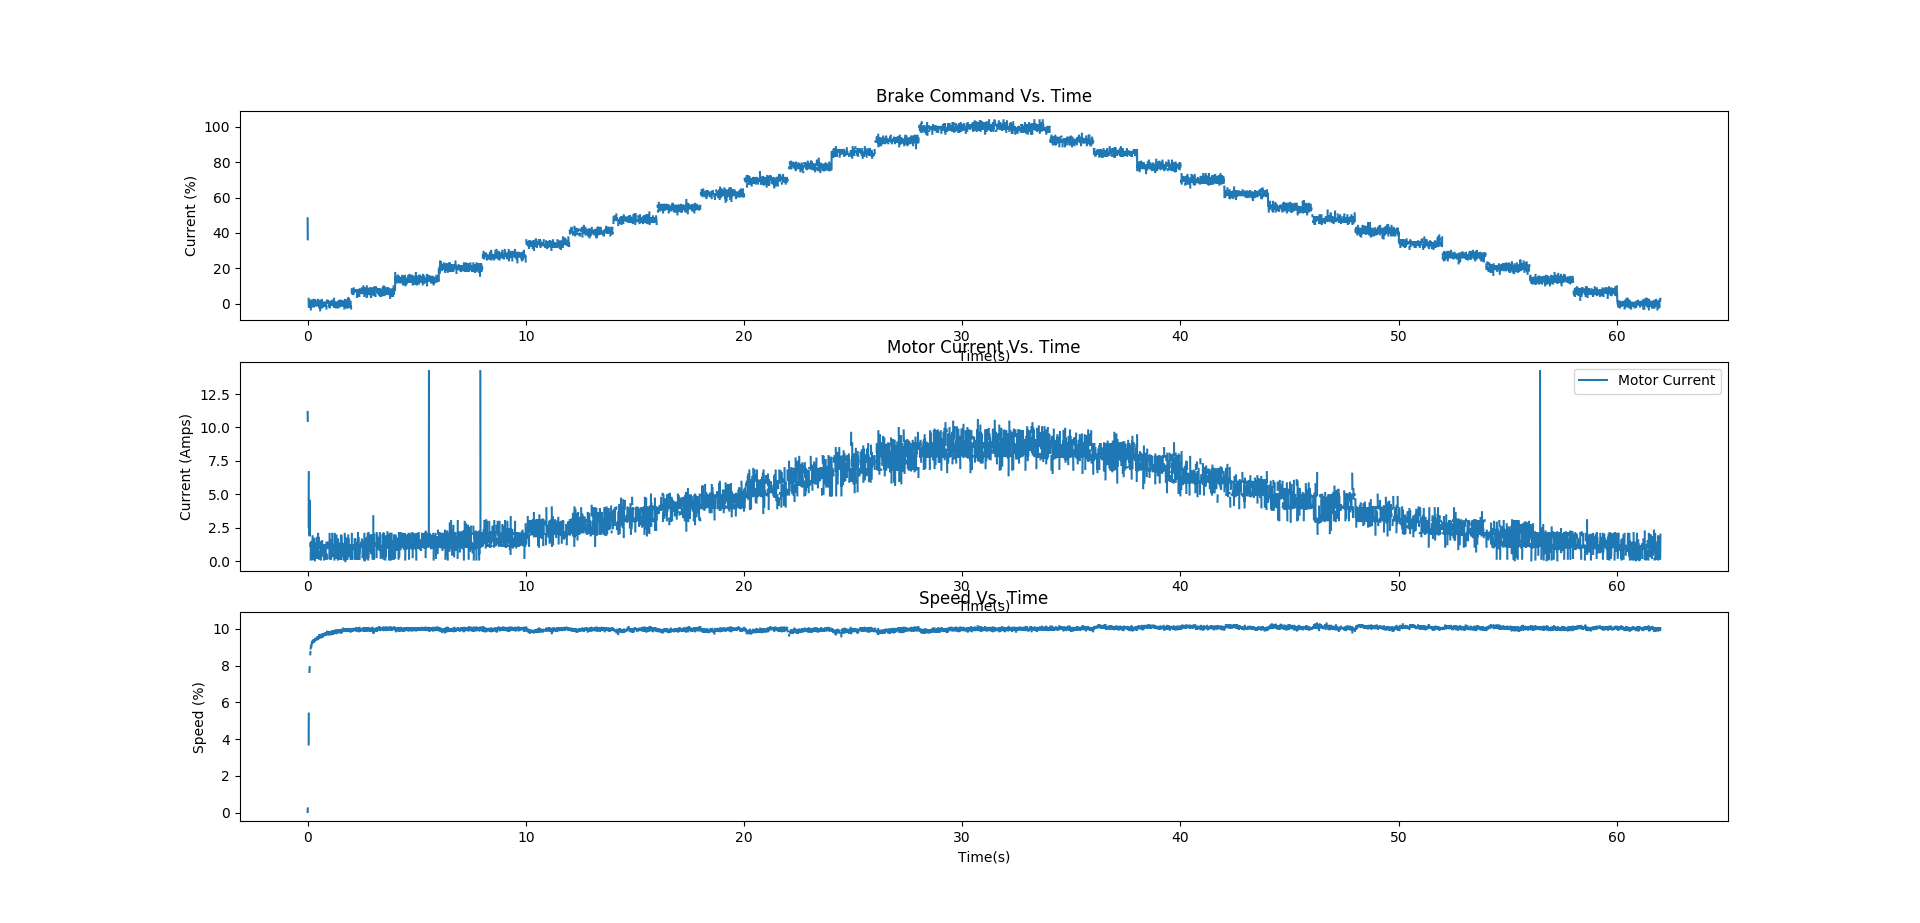 Brake Command Vs. Time
100
80
60
40
20
0
Current (%)
0 10 20 30 40 50 60
Time(s)
Motor Current Vs. Time
Motor Current
12.5
10.0
7.5
5.0
2.5
0.0
Current (Amps)
0 10 20 30 40 50 60
Time(s)
Speed Vs. Time
10
8
6
4
2
0
Speed (%)
0 10 20 30 40 50 60
Time(s)